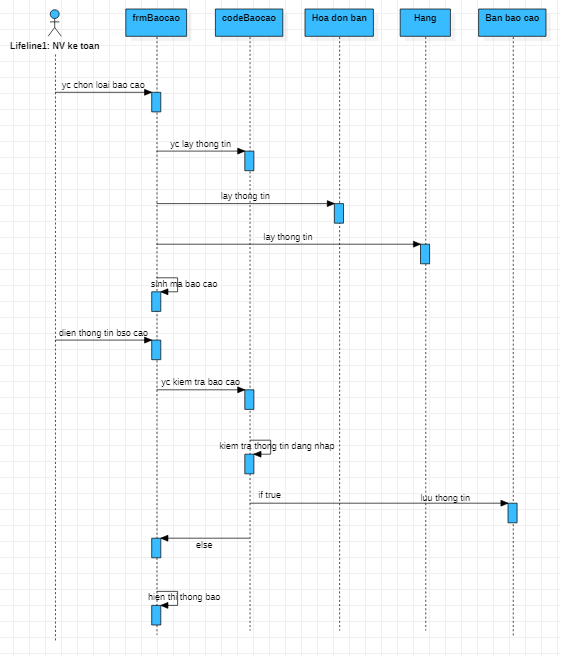 frmBaocao
codeBaocao
Hoa don ban
Hang
Ban bao cao
Lifeline1: NV ke toan
yc chon loai bao cao
yc lay thong tin
lay thong tin
lay thong tin
sinh ma bao cao
dien thong tin bso cao
yc kiem tra bao cao
kiem tra thong tin dang nhap
if true
luu thong tin
else
hien thi thong bao